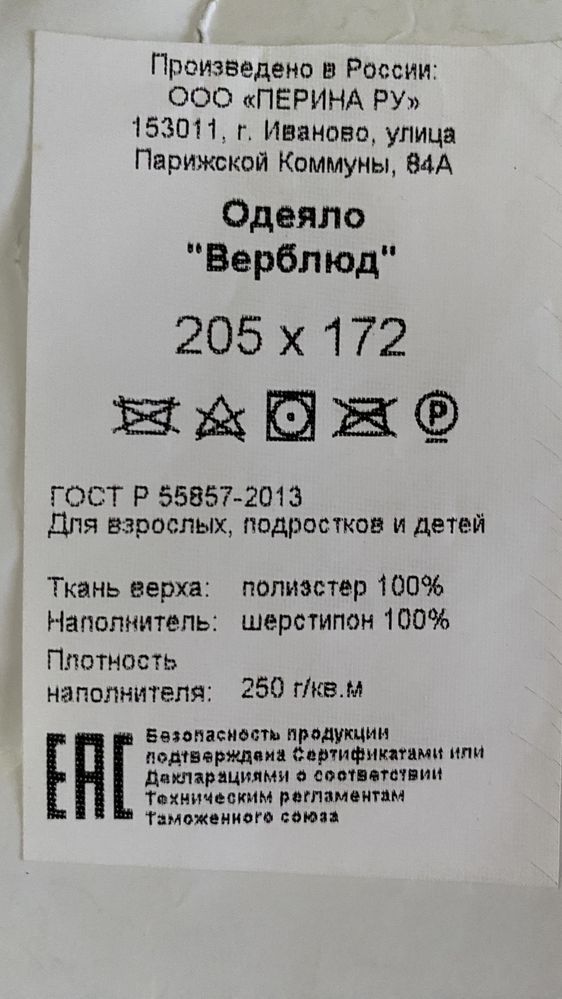 Произведено в России:
ООО «ПЕРИНА РУ»
153011, г. Иваново, улица
Парижской Коммуны, 84А
Одеяло
"Верблюд"
205 x 172
P
ГОСТ Р 55857-2013
Для взрослых, подростков и детей
Ткань верха: полиэстер 100%
Наполнитель: шерстипон 100%
Плотность
наполнителя: 250 г/кв.м
Безопасность продукции
подтверждена Сертификатами или
Декларациями о соответствии
Техническим регламентам
Таможенного союза
EAC